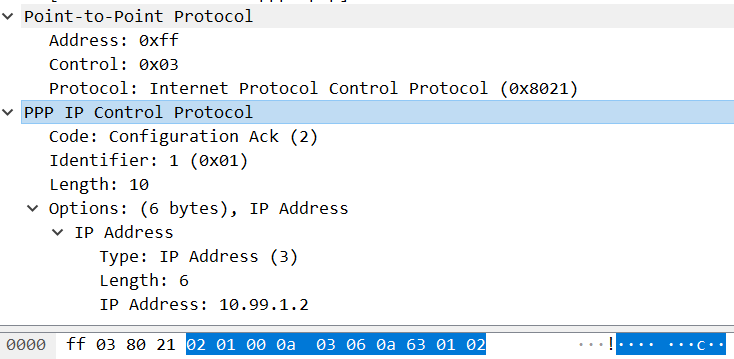 Point-to-Point Protocol
Address: 0xff
Control: 0x03
Protocol: Internet Protocol Control Protocol (0x8021)
PPP IP Control Protocol
Code: Configuration Ack (2)
Identifier: 1 (0x01)
Length: 10
Options: (6 bytes), IP Address
IP Address
Type: IP Address (3)
Length: 6
IP Address: 10.99.1.2
0000 ff 03 80 21 02 01 00 0a 03 06 0a 63 01 02 ···!···· ···c··